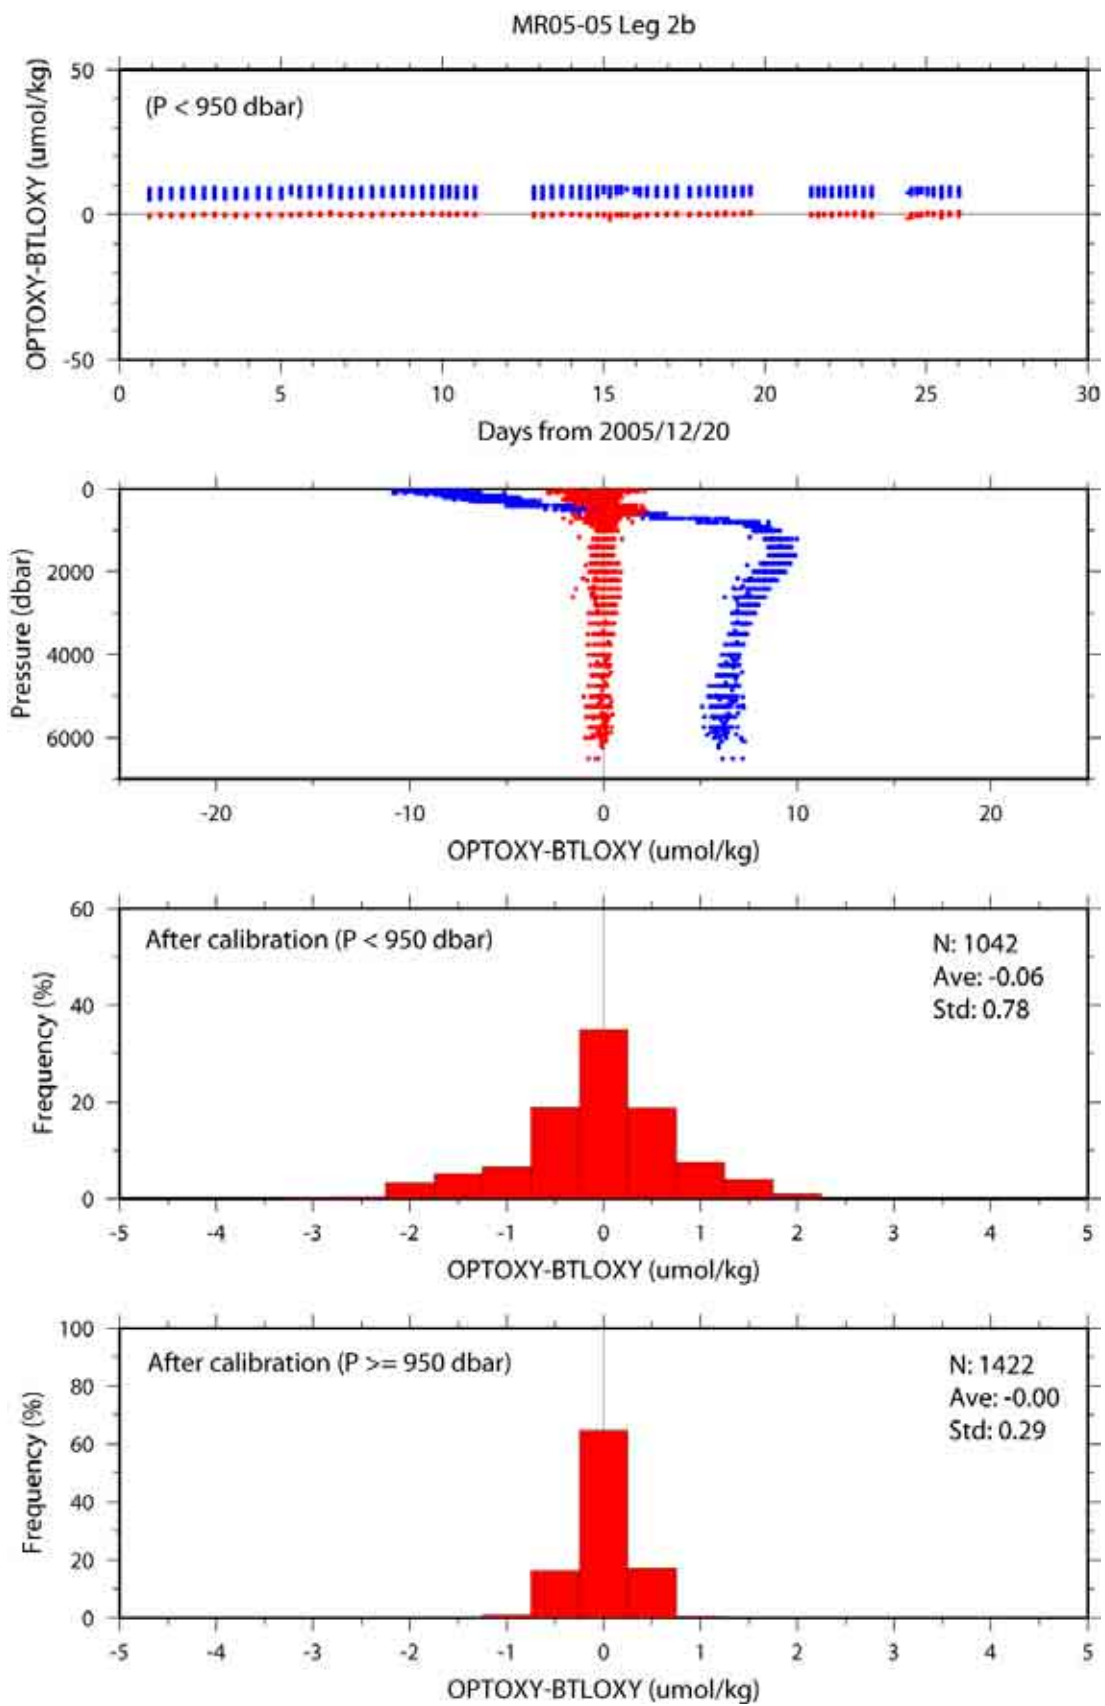 MR05-05 Leg 2b
50
0
-50
OPTOXY-BTLOXY (umol/kg)
(P < 950 dbar)
0 5 10 15 20 25 30
Days from 2005/12/20
0
2000
4000
6000
Pressure (dbar)
-20 -10 0 10 20
OPTOXY-BTLOXY (umol/kg)
60
40
20
0
Frequency (%)
After calibration (P < 950 dbar)
N: 1042
Ave: -0.06
Std: 0.78
-5 -4 -3 -2 -1 0 1 2 3 4 5
OPTOXY-BTLOXY (umol/kg)
100
80
60
40
20
0
Frequency (%)
After calibration (P >= 950 dbar)
N: 1422
Ave: -0.00
Std: 0.29
-5 -4 -3 -2 -1 0 1 2 3 4 5
OPTOXY-BTLOXY (umol/kg)